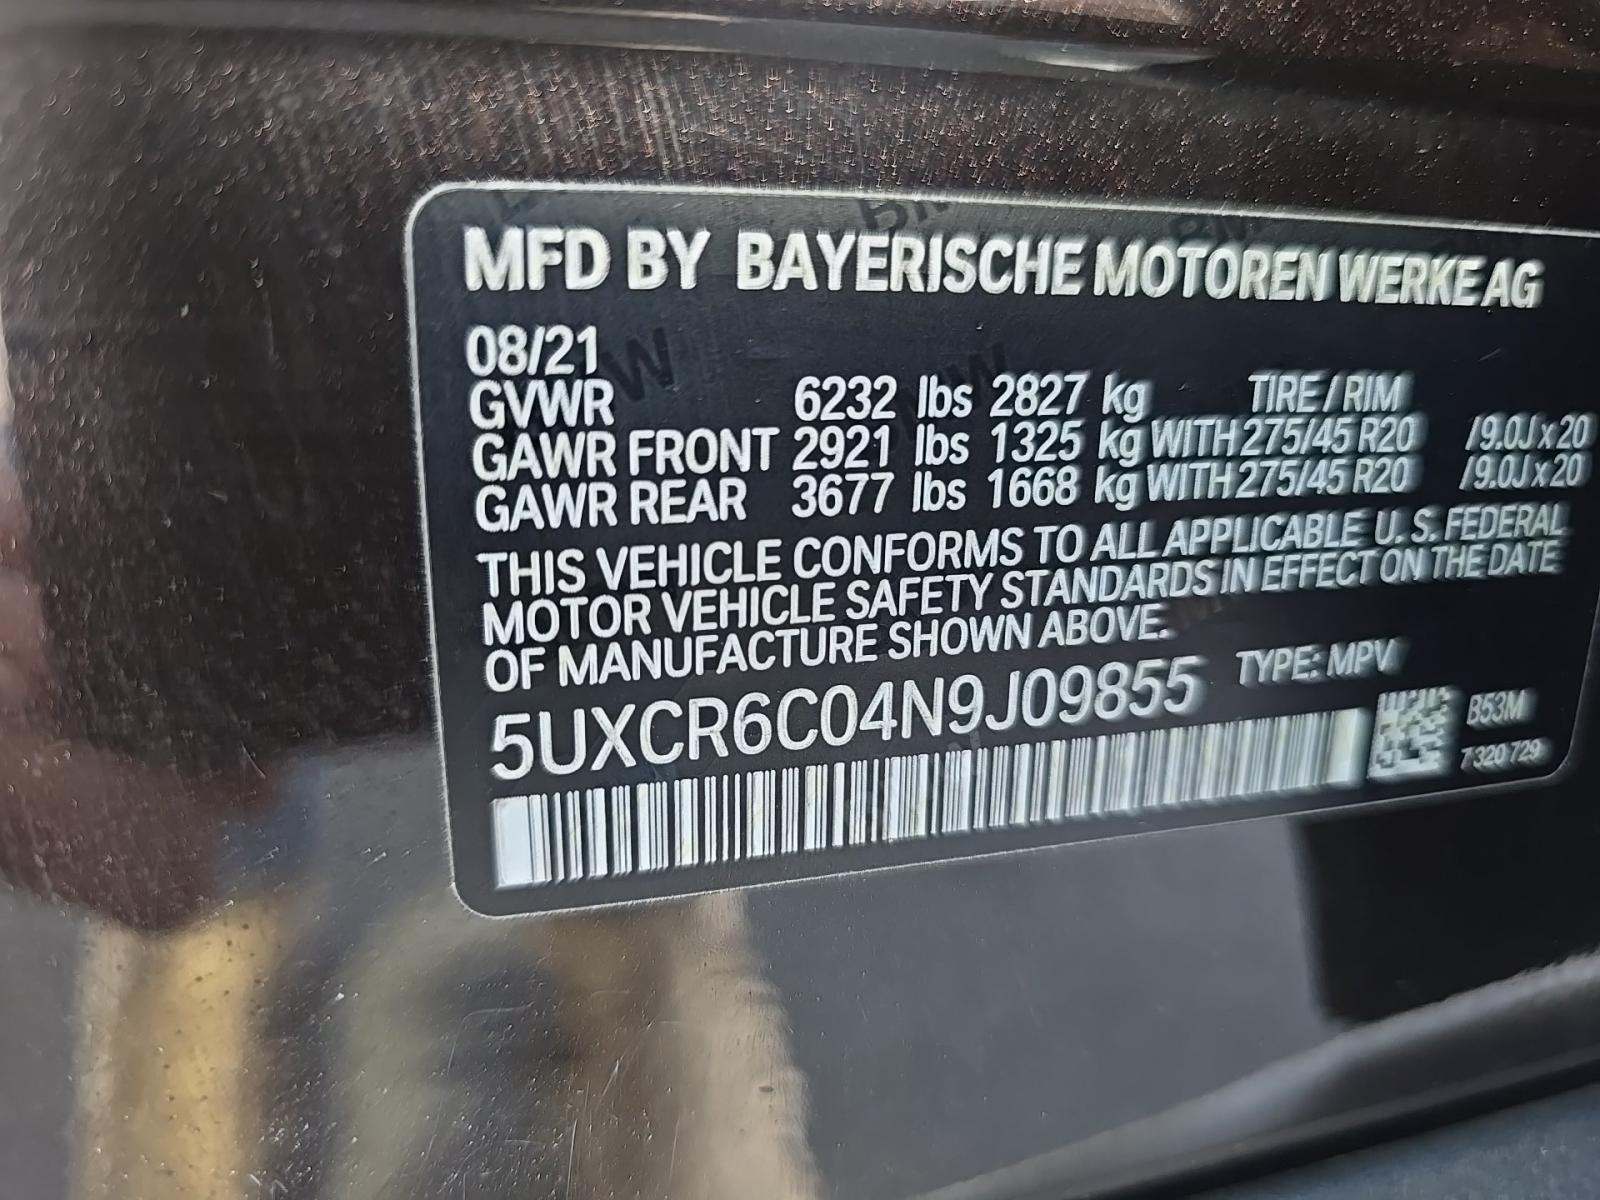 MFD BY BAYERISCHE MOTOREN WERKE AG
08/21
GVWR 6232 lbs 2827 kg TIRE / RIM
GAWR FRONT 2921 lbs 1325 kg WITH 275/45 R20 / 9.0J x 20
GAWR REAR 3677 lbs 1668 kg WITH 275/45 R20 / 9.0J x 20
THIS VEHICLE CONFORMS TO ALL APPLICABLE U. S. FEDERAL
MOTOR VEHICLE SAFETY STANDARDS IN EFFECT ON THE DATE
OF MANUFACTURE SHOWN ABOVE.
5UXCR6C04N9J09855 TYPE: MPV
B53M
7 320 729